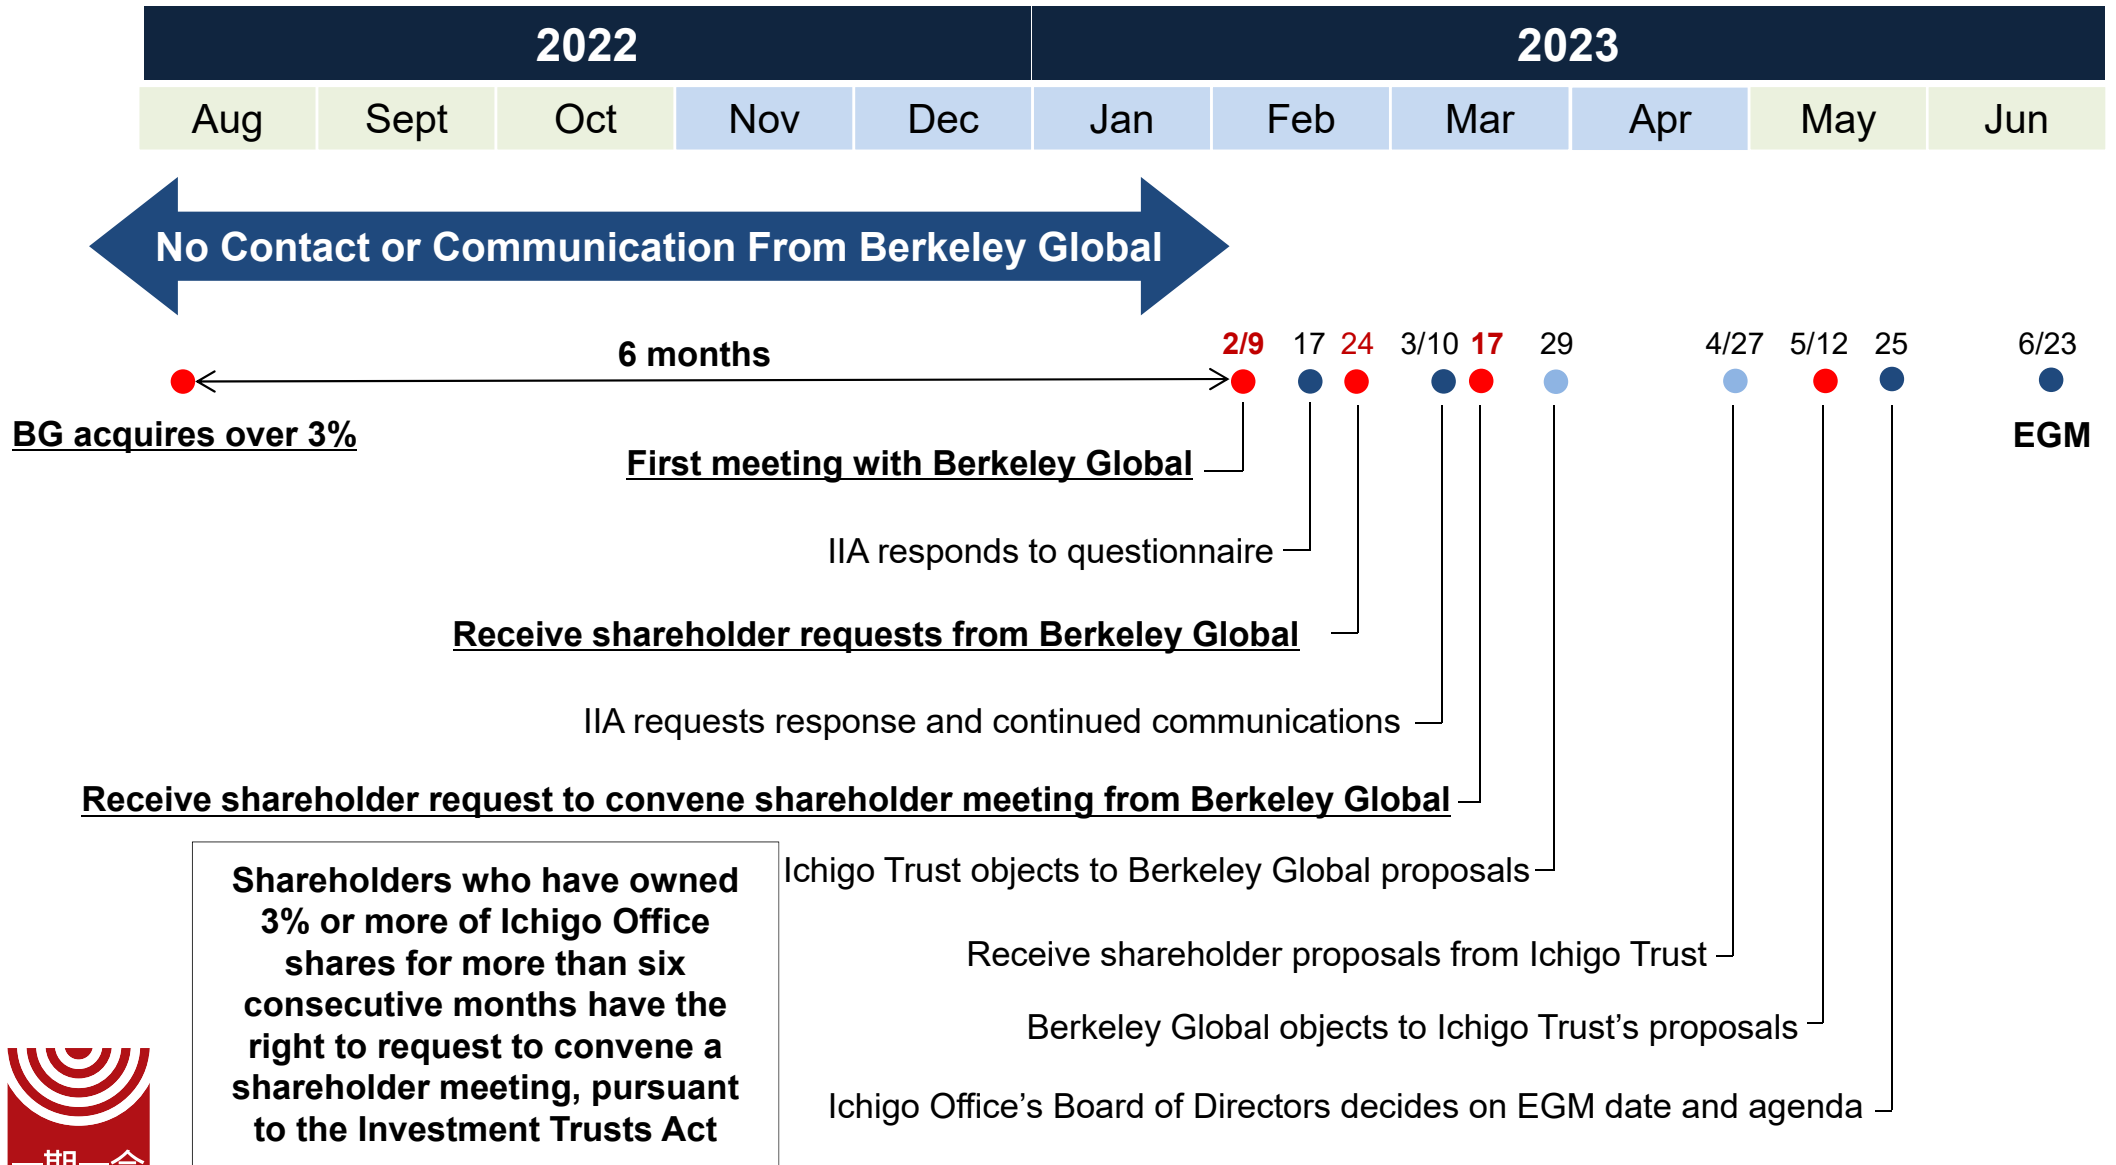 2022 2023
Aug Sept Oct Nov Dec Jan Feb Mar Apr May Jun
No Contact or Communication From Berkeley Global
6 months
2/9 17 24 3/10 17 29 4/27 5/12 25 6/23
BG acquires over 3%
EGM
First meeting with Berkeley Global
IIA responds to questionnaire
Receive shareholder requests from Berkeley Global
IIA requests response and continued communications
Receive shareholder request to convene shareholder meeting from Berkeley Global
Ichigo Trust objects to Berkeley Global proposals
Receive shareholder proposals from Ichigo Trust
Berkeley Global objects to Ichigo Trust’s proposals
Ichigo Office’s Board of Directors decides on EGM date and agenda
Shareholders who have owned
3% or more of Ichigo Office
shares for more than six
consecutive months have the
right to request to convene a
shareholder meeting, pursuant
to the Investment Trusts Act
一期一会